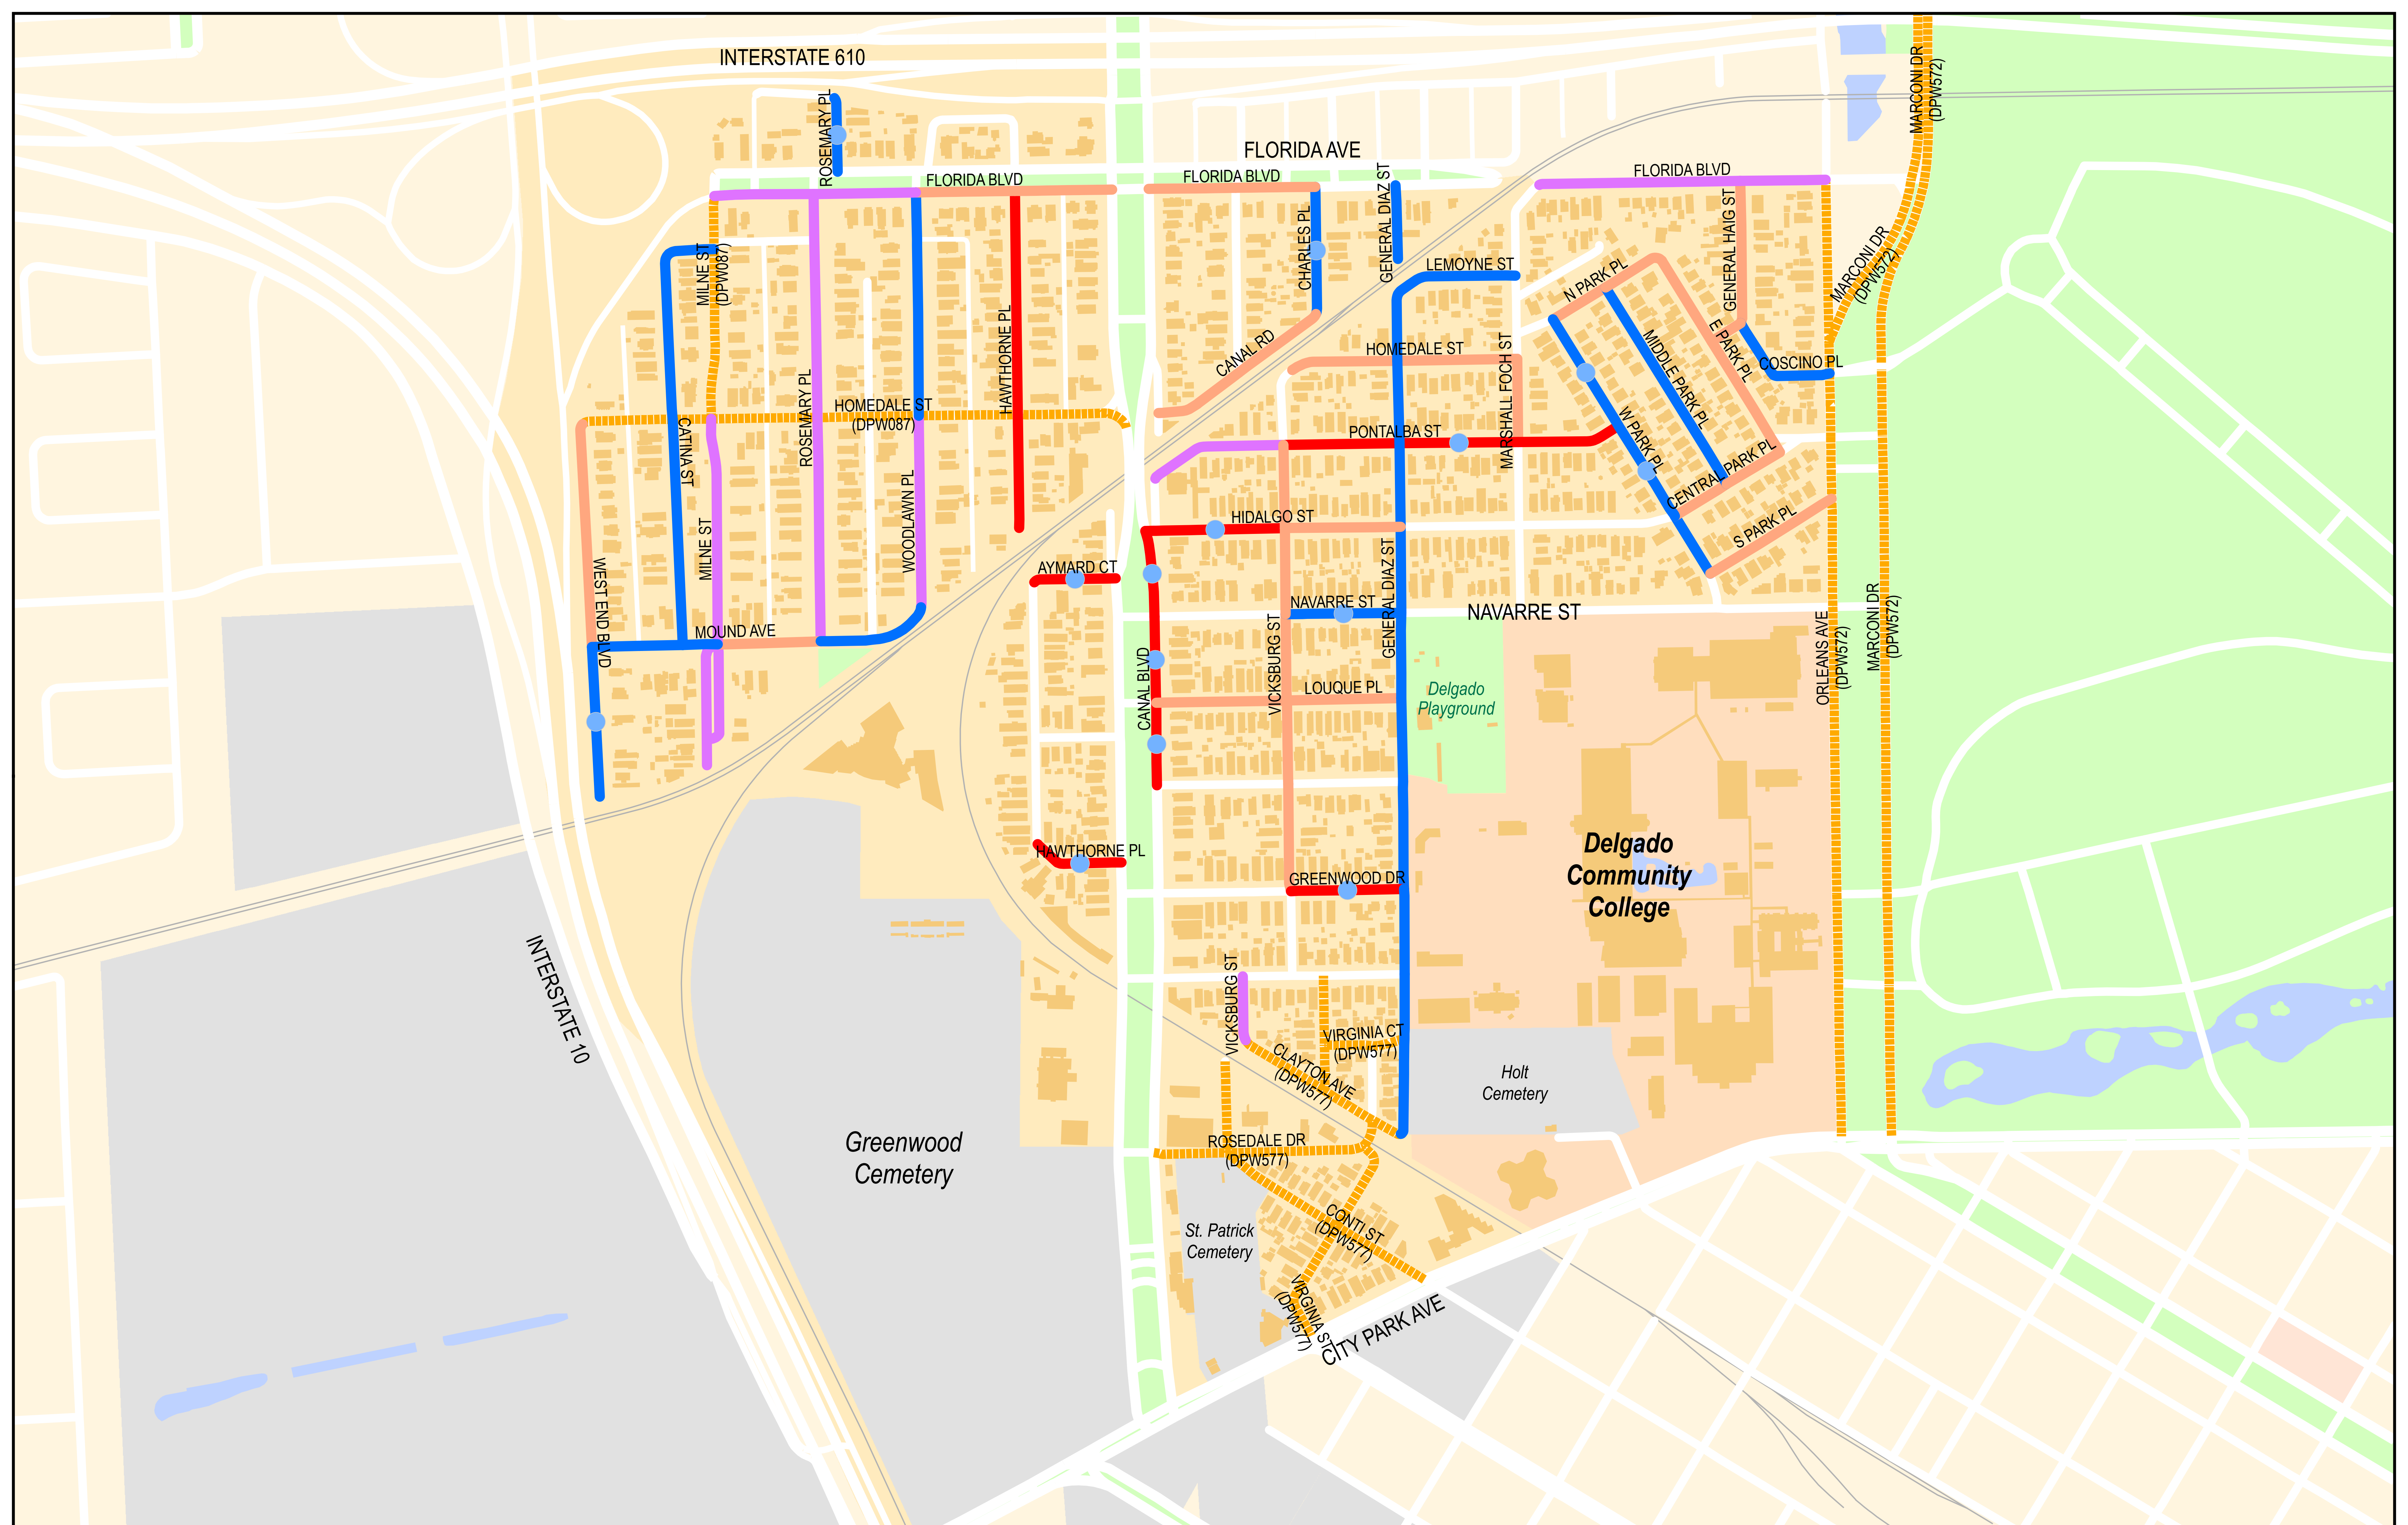 INTERSTATE 610
MARCONI DR
(DPW572)
ROSEMARY PL
FLORIDA AVE
FLORIDA BLVD
FLORIDA BLVD
FLORIDA BLVD
GENERAL DIAZ ST
CHARLES PL
GENERAL HAIG ST
MILNE ST
(DPW087)
LEMOYNE ST
N PARK PL
MARCONI DR
(DPW572)
HAWTHORNE PL
CANAL RD
HOMEDALE ST
MARSHALL FOCH ST
MIDDLE PARK PL
E PARK PL
COSCINO PL
ROSEMARY PL
HOMEDALE ST
(DPW087)
CATINA ST
PONTALBA ST
W PARK PL
CENTRAL PARK PL
S PARK PL
WOODLAWN PL
MILNE ST
HIDALGO ST
AYMARD CT
WEST END BLVD
MOUND AVE
NAVARRE ST
NAVARRE ST
GENERAL DIAZ ST
VICKSBURG ST
CANAL BLVD
LOUQUE PL
Delgado
Playground
ORLEANS AVE
(DPW572)
MARCONI DR
(DPW572)
HAWTHORNE PL
GREENWOOD DR
Delgado
Community
College
INTERSTATE 10
VICKSBURG ST
VIRGINIA CT
(DPW577)
CLAYTON AVE
(DPW577)
Holt
Cemetery
Greenwood
Cemetery
ROSEDALE DR
(DPW577)
St. Patrick
Cemetery
CONTI ST
(DPW577)
VIRGINIA ST
(DPW577)
CITY PARK AVE